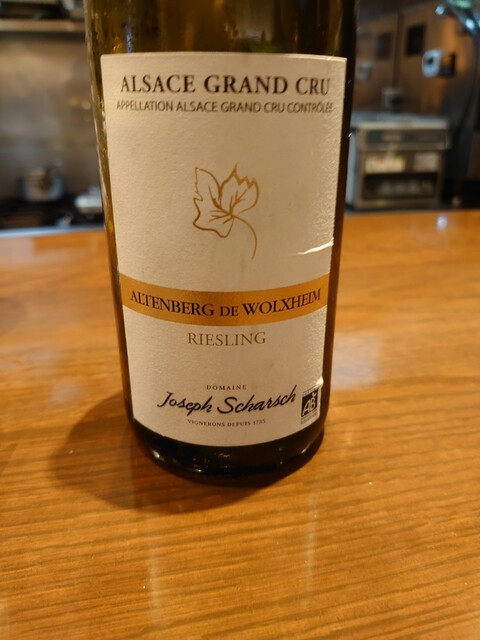 ALSACE GRAND CRU
APPELLATION ALSACE GRAND CRU CONTRÔLÉE
ALTENBERG DE WOLXHEIM
RIESLING
DOMAINE
Joseph Scharsch
VIGNERONS DEPUIS 1755
AB